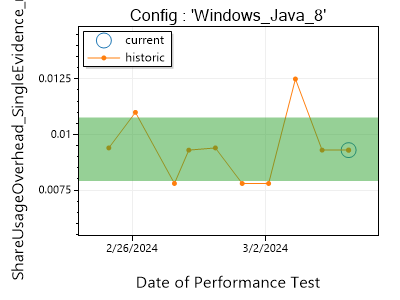 Config : 'Windows_Java_8'
current
historic
ShareUsageOverhead_SingleEvidence_
0.0125
0.01
0.0075
2/26/2024
3/2/2024
Date of Performance Test